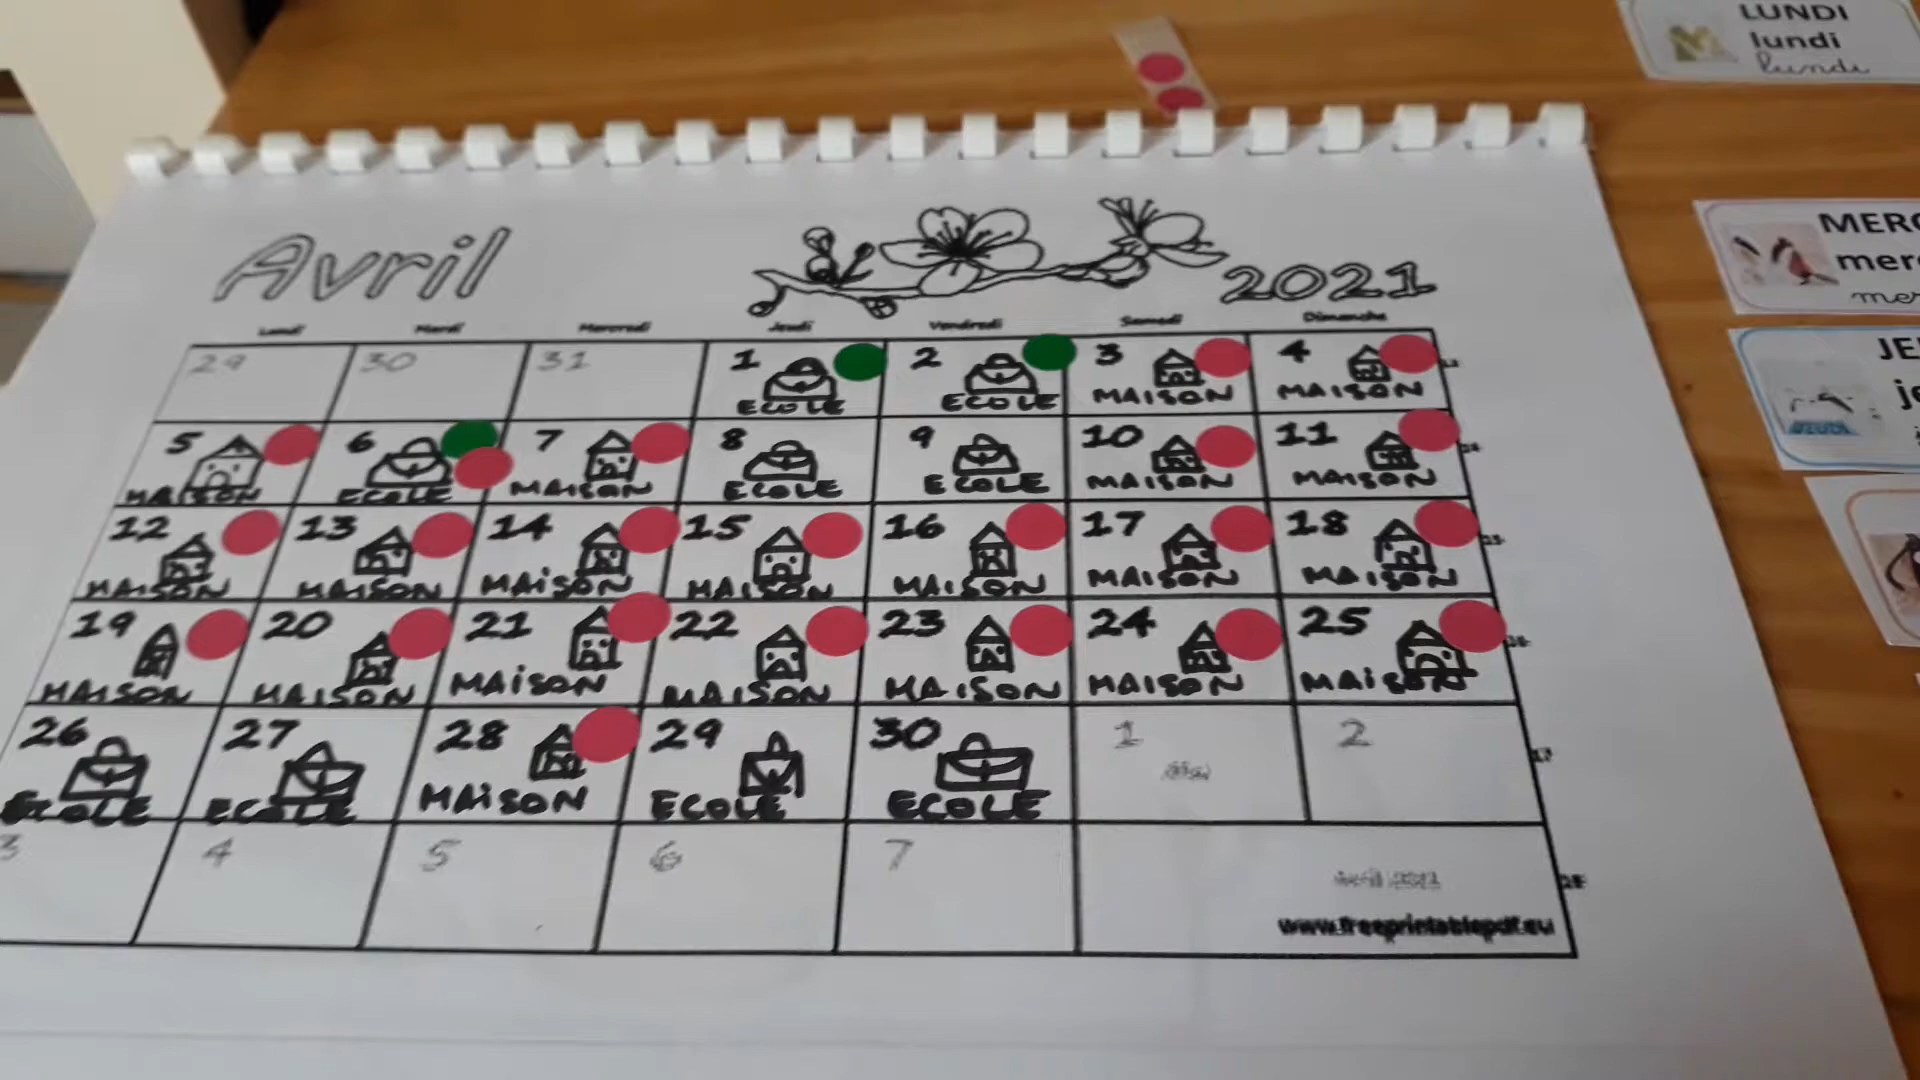 LUNDI
lundi
lundi
MERC
merc
mer
JE
je
Avril
2021
Lundi Mardi Mercredi Jeudi Vendredi Samedi Dimanche
29 30 31 1 2 3 4
ECOLE ECOLE MAISON MAISON
5 6 7 8 9 10 11
MAISON ECOLE MAISON ECOLE ECOLE MAISON MAISON
12 13 14 15 16 17 18
MAISON MAISON MAiSON MAISON MAISON MAISON MAISON
19 20 21 22 23 24 25
MAISON MAISON MAiSON MAISON MAISON MAISON MAiSON
26 27 28 29 30 1 2
ECOLE ECOLE MAiSON ECOLE ECOLE
3 4 5 6 7
www.freeprintablepdf.eu